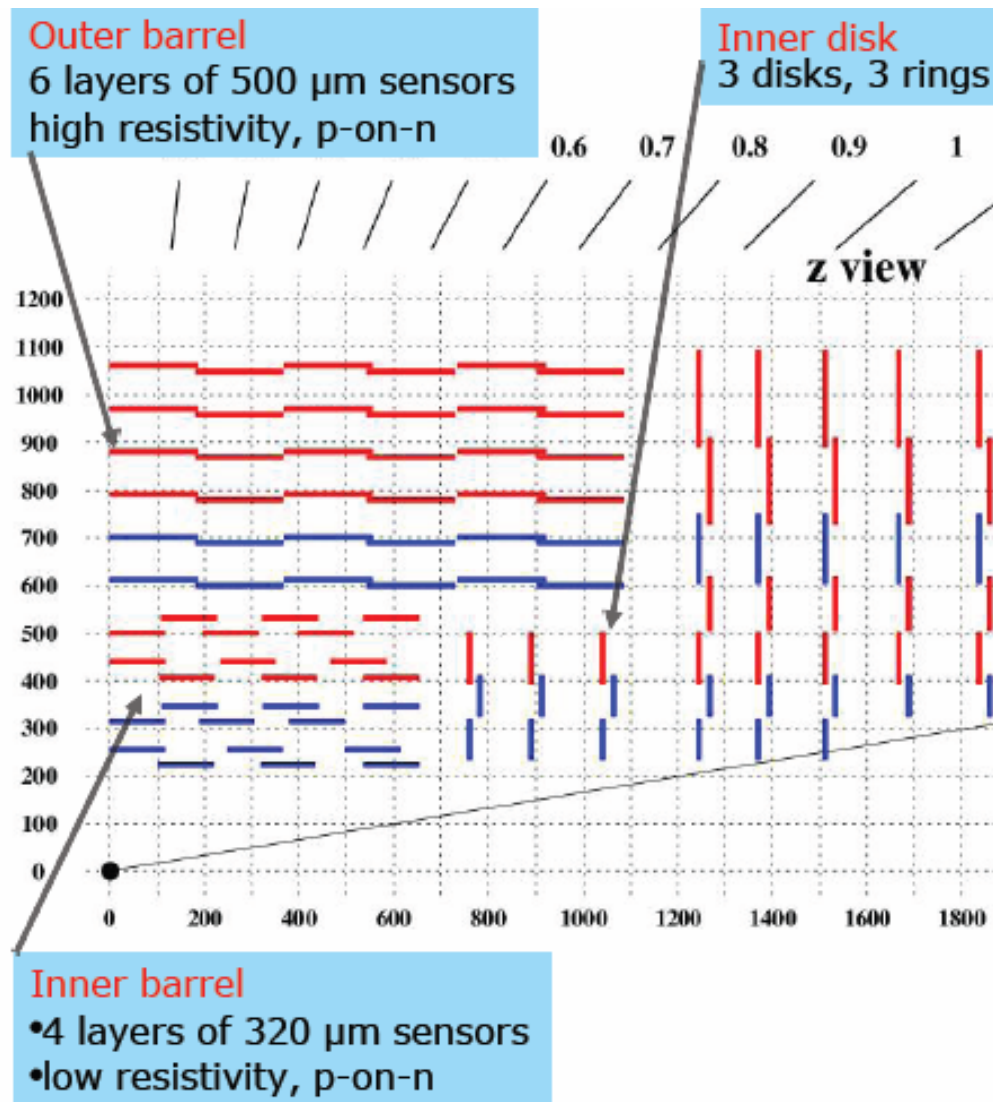 Outer barrel
6 layers of 500 µm sensors
high resistivity, p-on-n
Inner disk
3 disks, 3 rings
0.6 0.7 0.8 0.9 1
z view
1200
1100
1000
900
800
700
600
500
400
300
200
100
0
0 200 400 600 800 1000 1200 1400 1600 1800
Inner barrel
•4 layers of 320 µm sensors
•low resistivity, p-on-n